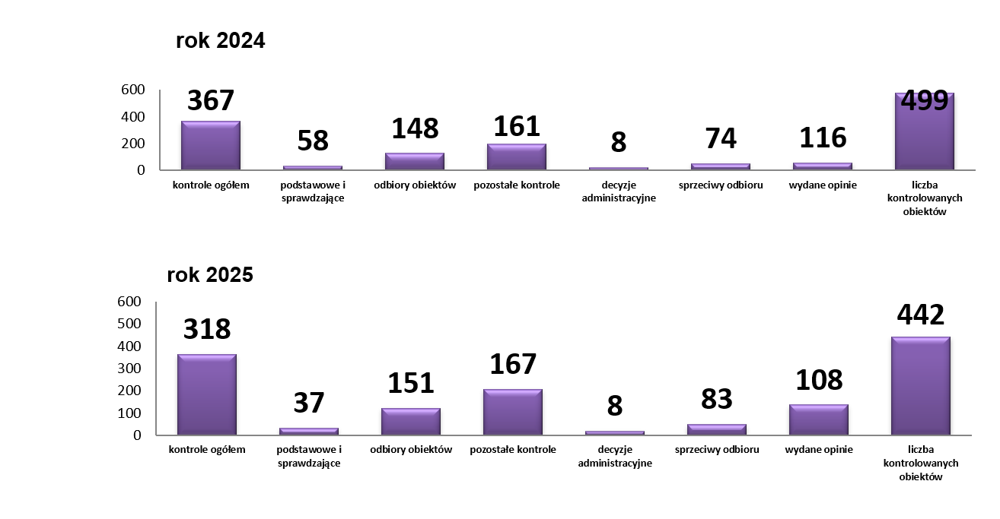 rok 2024
600
400
200
0
367
58
148
161
8
74
116
499
kontrole ogółem
podstawowe i
sprawdzające
odbiory obiektów
pozostałe kontrole
decyzje
administracyjne
sprzeciwy odbioru
wydane opinie
liczba
kontrolowanych
obiektów
rok 2025
600
500
400
300
200
100
0
318
37
151
167
8
83
108
442
kontrole ogółem
podstawowe i
sprawdzające
odbiory obiektów
pozostałe kontrole
decyzje
administracyjne
sprzeciwy odbioru
wydane opinie
liczba
kontrolowanych
obiektów